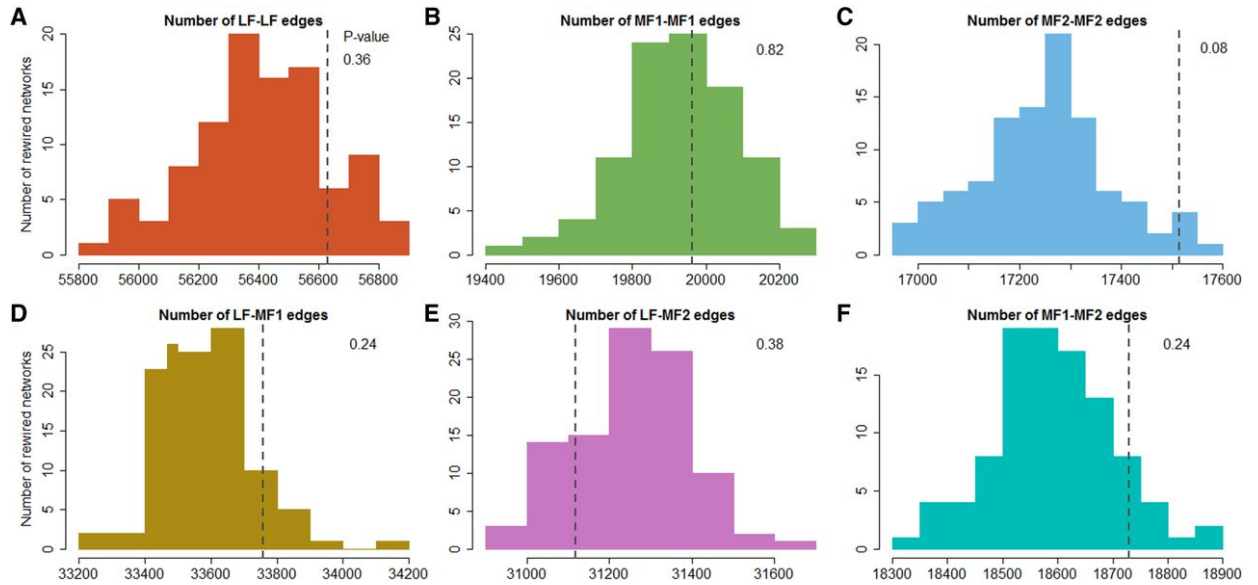 A
Number of LF-LF edges
P-value
0.36
Number of rewired networks
20
15
10
5
0
55800 56000 56200 56400 56600 56800
B
Number of MF1-MF1 edges
0.82
25
20
15
10
5
0
19400 19600 19800 20000 20200
C
Number of MF2-MF2 edges
0.08
20
15
10
5
0
17000 17200 17400 17600
D
Number of LF-MF1 edges
0.24
Number of rewired networks
25
20
15
10
5
0
33200 33400 33600 33800 34000 34200
E
Number of LF-MF2 edges
0.38
30
25
20
15
10
5
0
31000 31200 31400 31600
F
Number of MF1-MF2 edges
0.24
15
10
5
0
18300 18400 18500 18600 18700 18800 18900